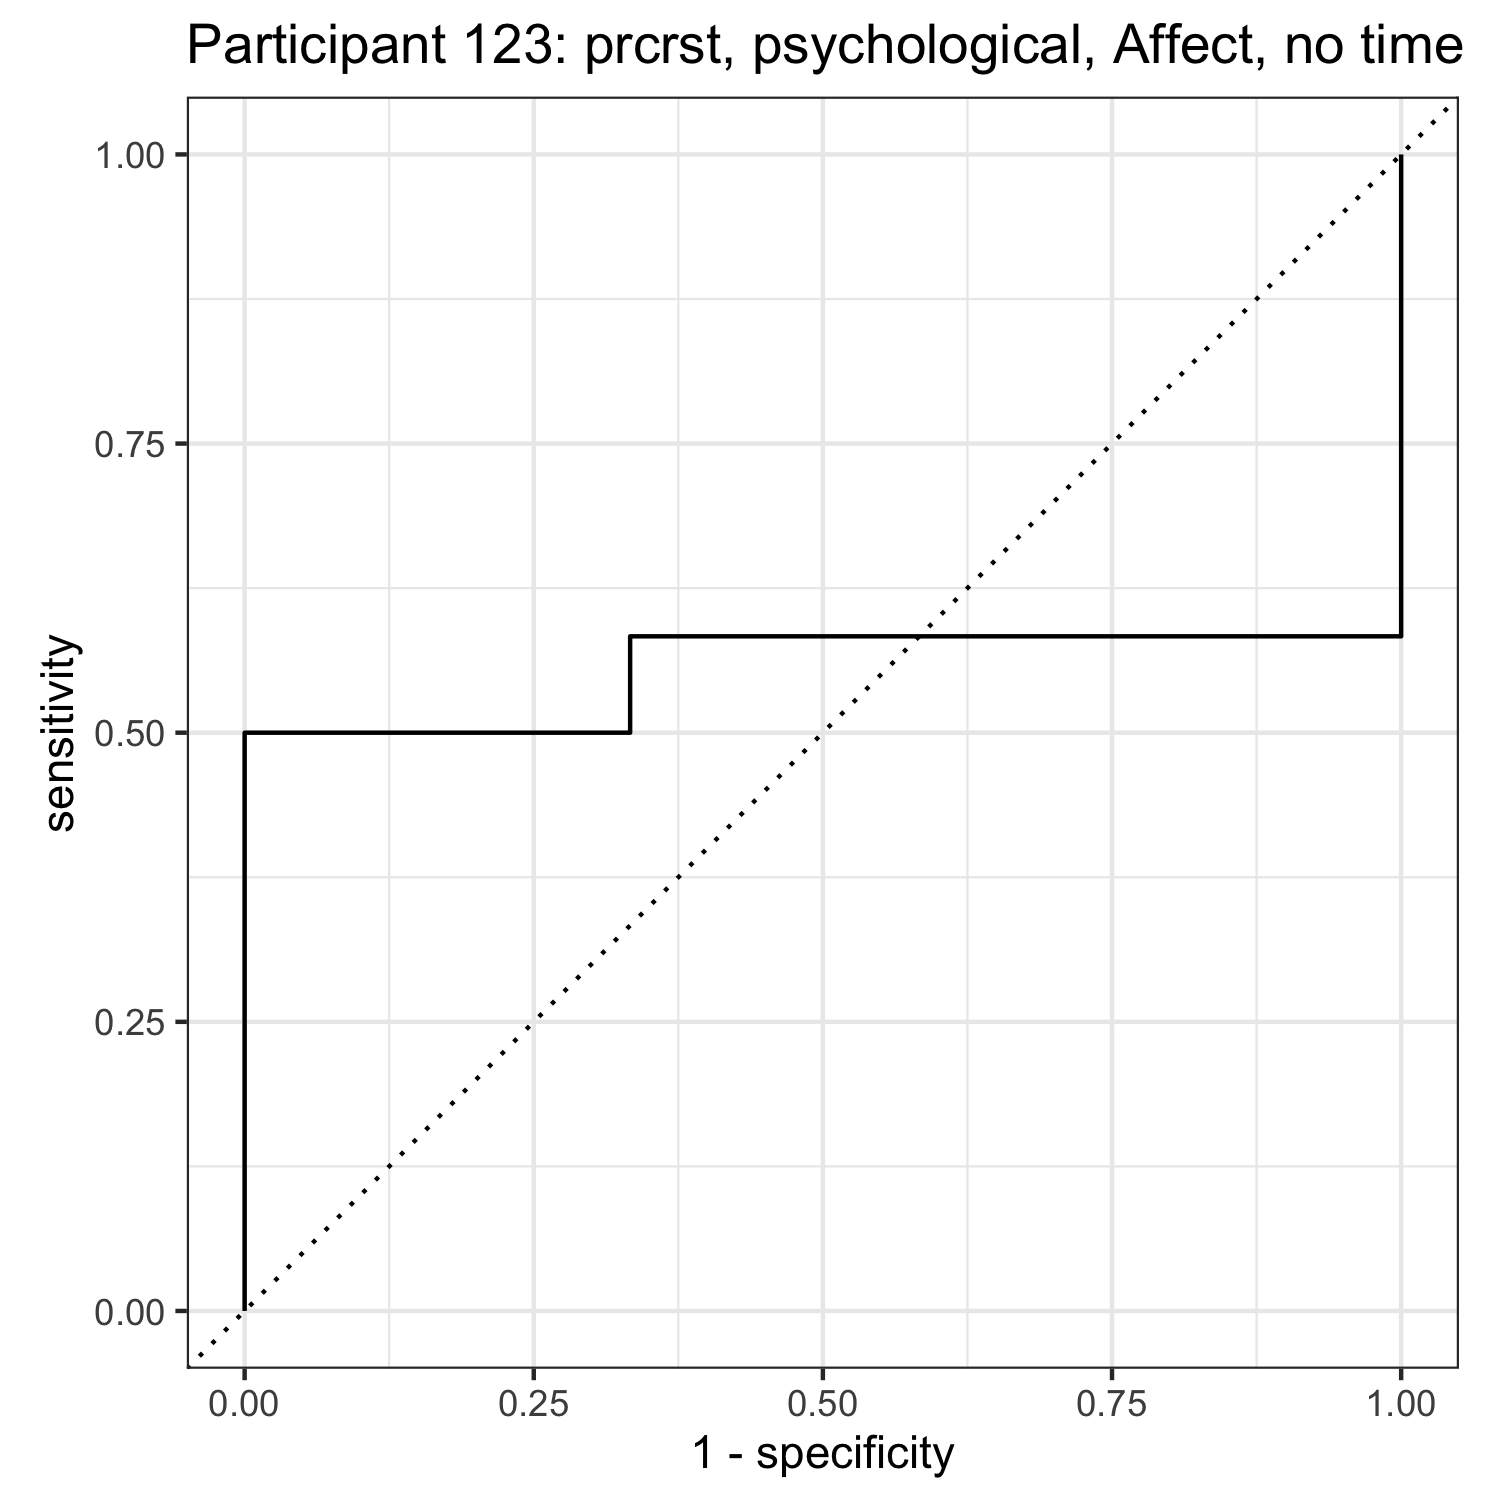 Participant 123: prcrst, psychological, Affect, no time
1.00
0.75
0.50
0.25
0.00
sensitivity
0.00 0.25 0.50 0.75 1.00
1 - specificity